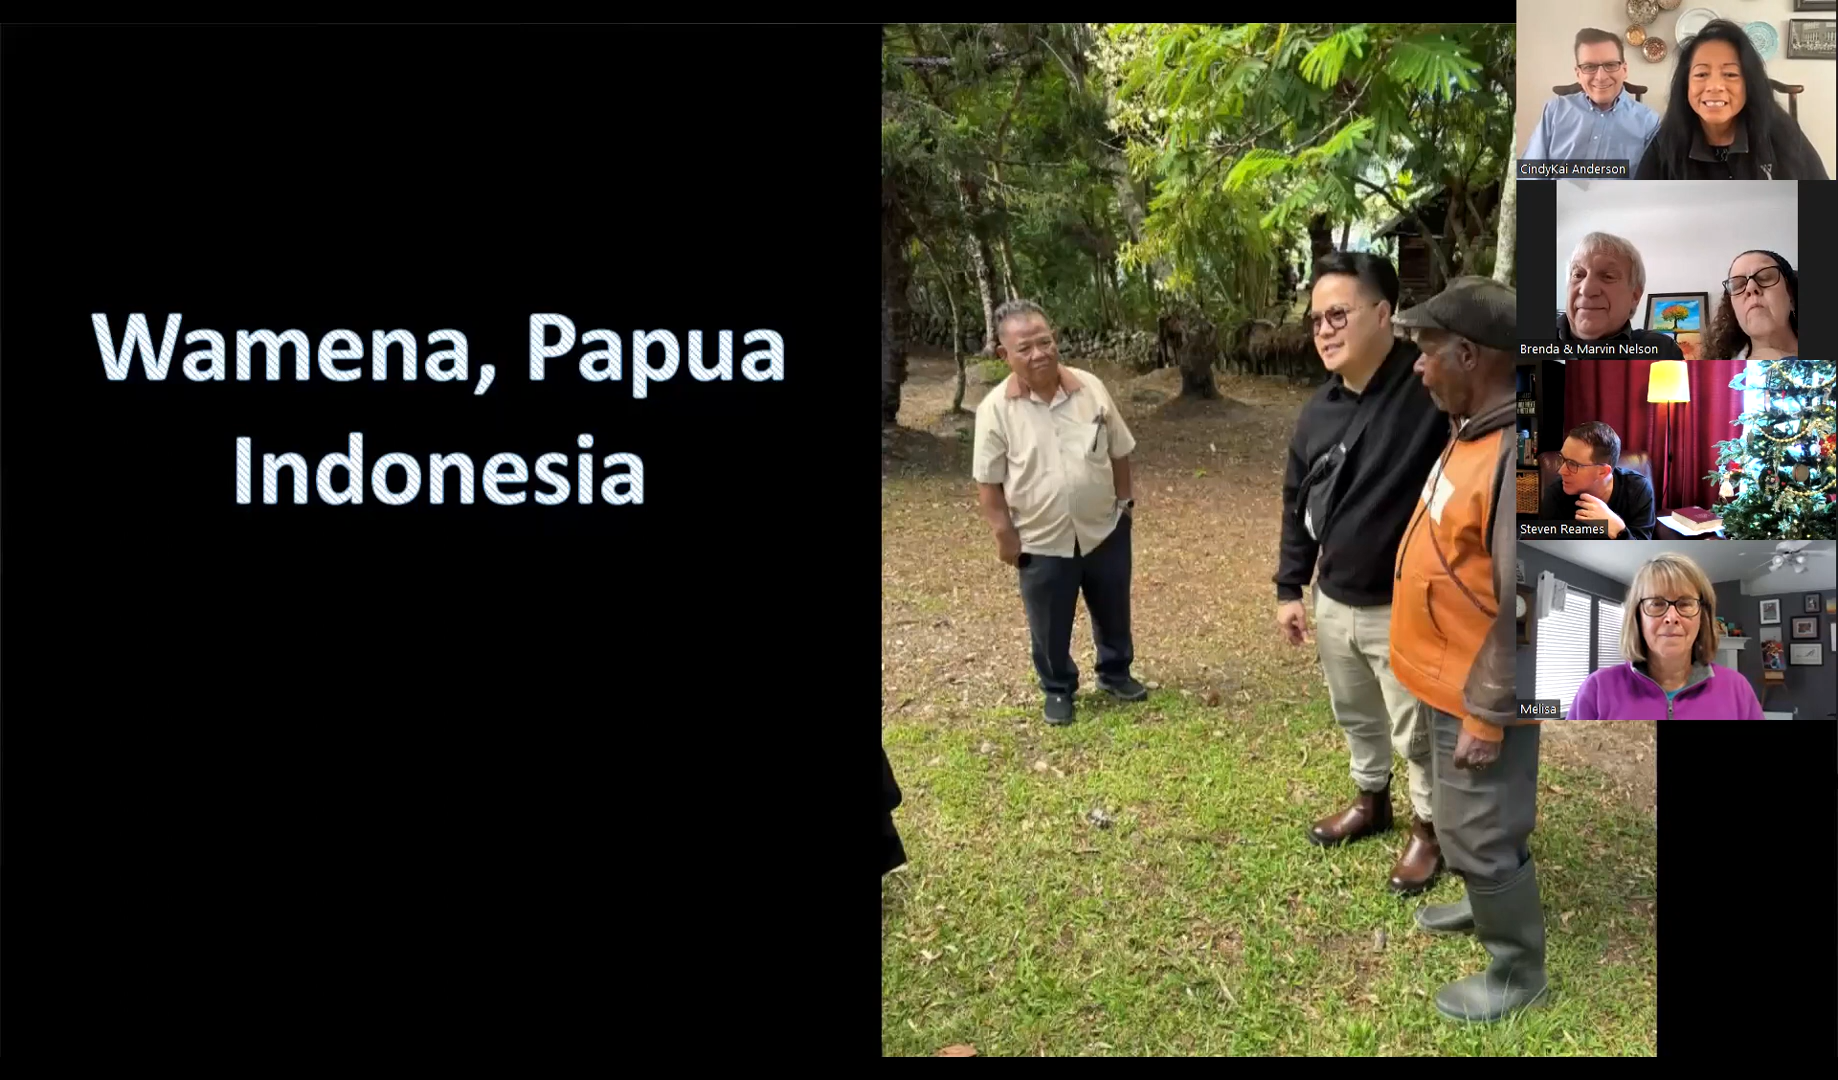 Wamena, Papua
Indonesia
CindyKai Anderson
Brenda & Marvin Nelson
Steven Reames
Melisa